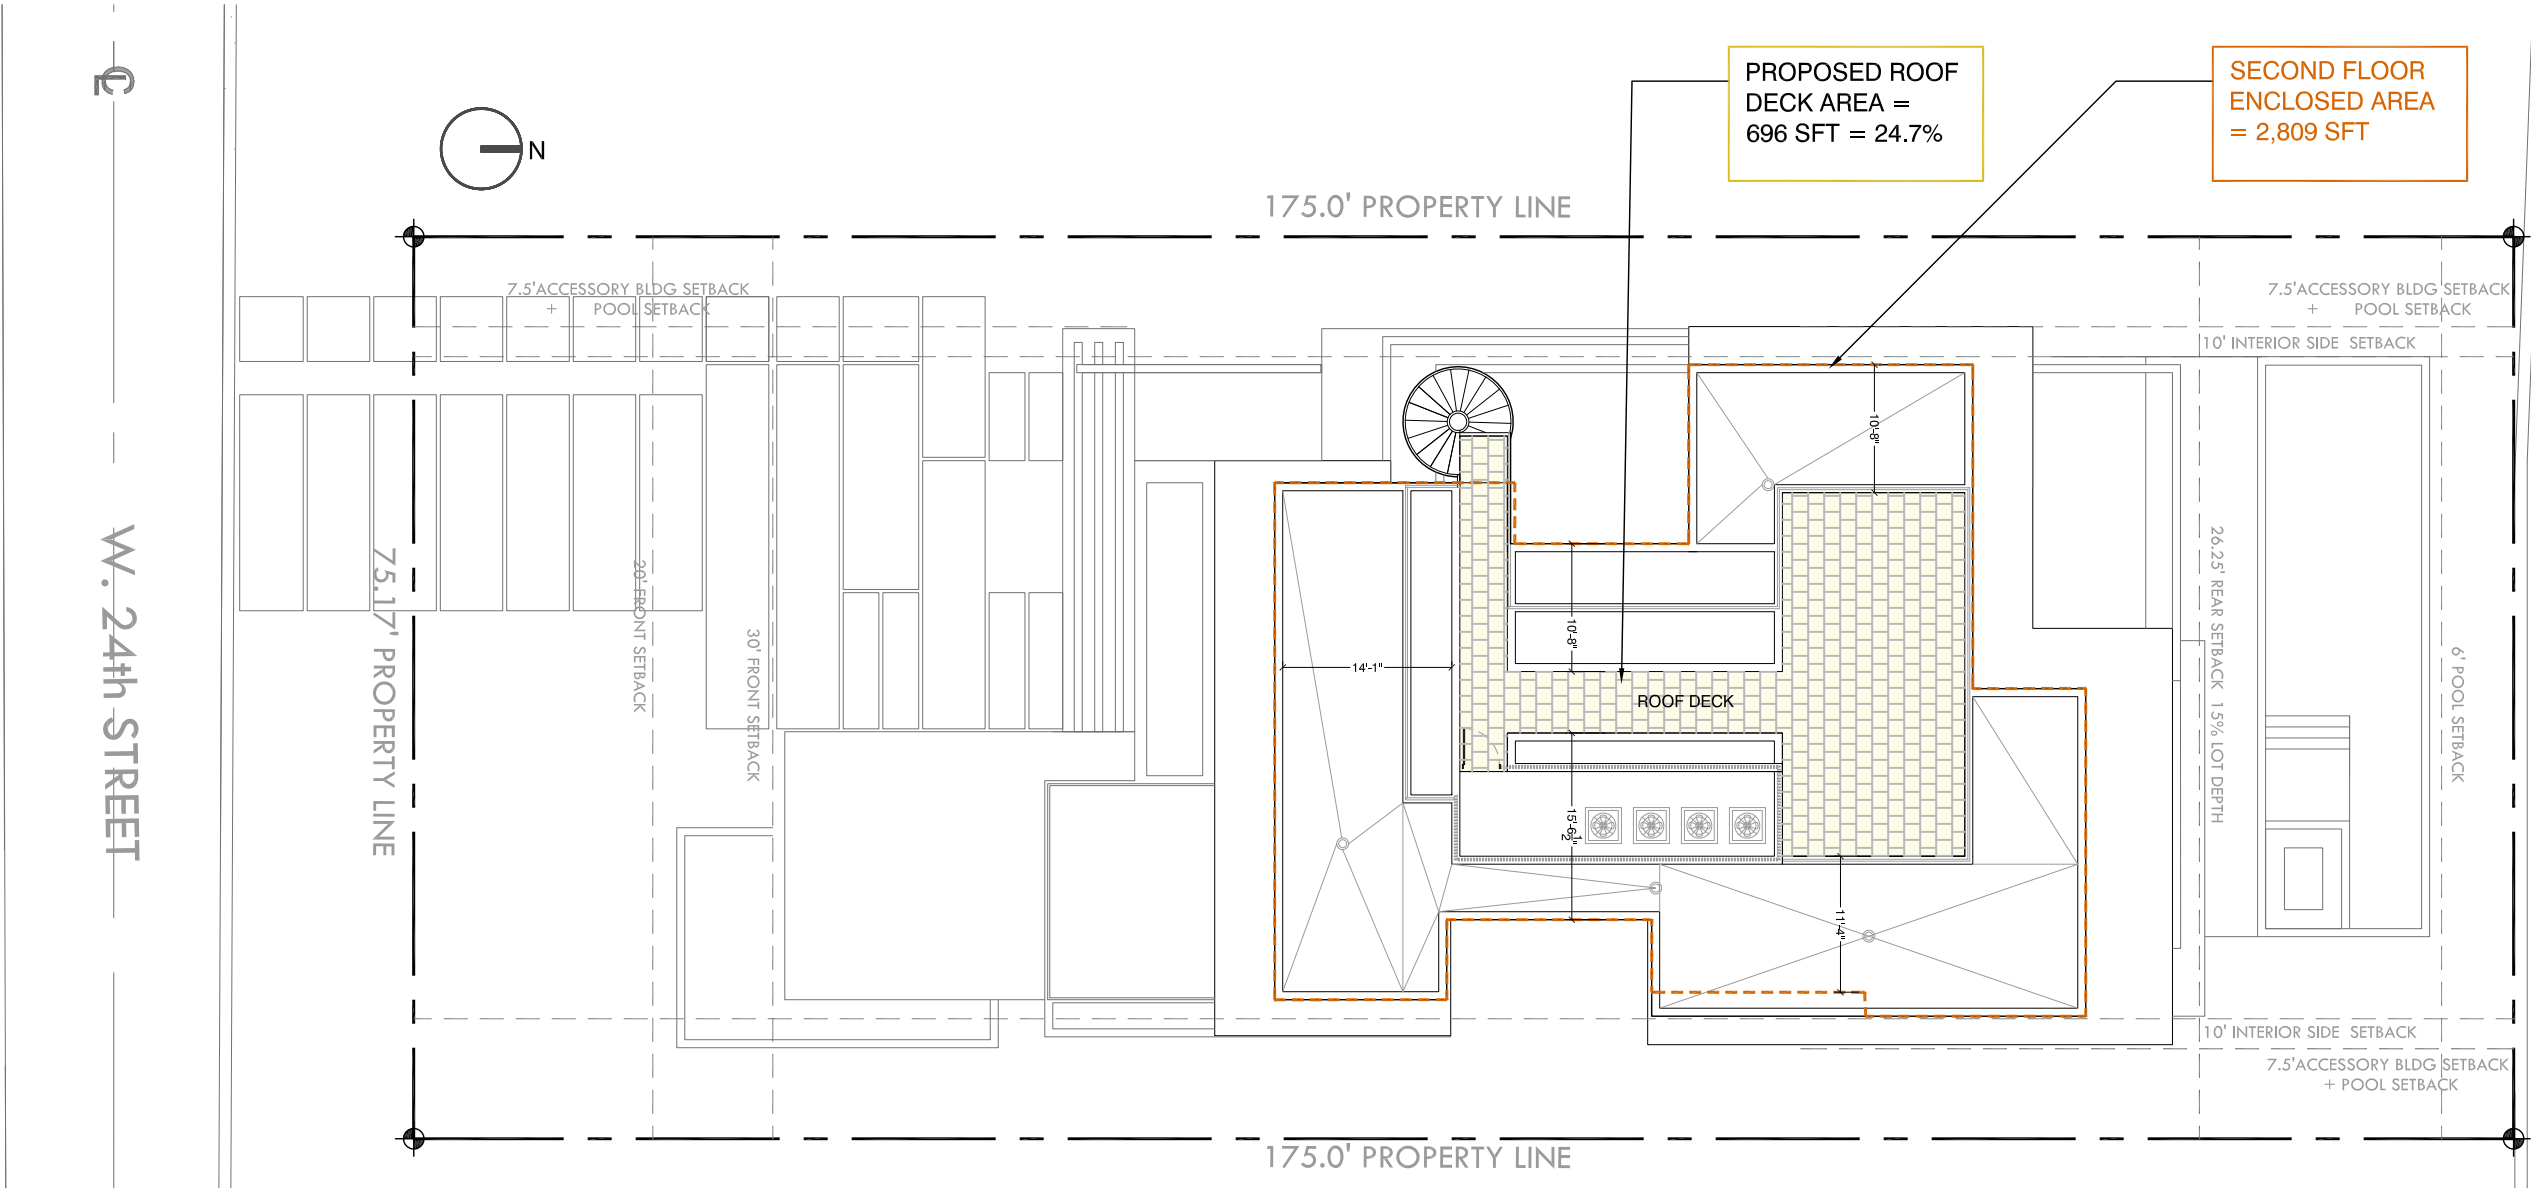 ℄
N
PROPOSED ROOF
DECK AREA =
696 SFT = 24.7%
SECOND FLOOR
ENCLOSED AREA
= 2,809 SFT
175.0' PROPERTY LINE
7.5'ACCESSORY BLDG SETBACK
+ POOL SETBACK
7.5'ACCESSORY BLDG SETBACK
+ POOL SETBACK
10' INTERIOR SIDE SETBACK
W. 24th STREET
75.17' PROPERTY LINE
20' FRONT SETBACK
30' FRONT SETBACK
10'-8"
10'-8"
14'-1"
ROOF DECK
15'-6 1/2"
11'-4"
26.25' REAR SETBACK 15% LOT DEPTH
6' POOL SETBACK
10' INTERIOR SIDE SETBACK
7.5'ACCESSORY BLDG SETBACK
+ POOL SETBACK
175.0' PROPERTY LINE